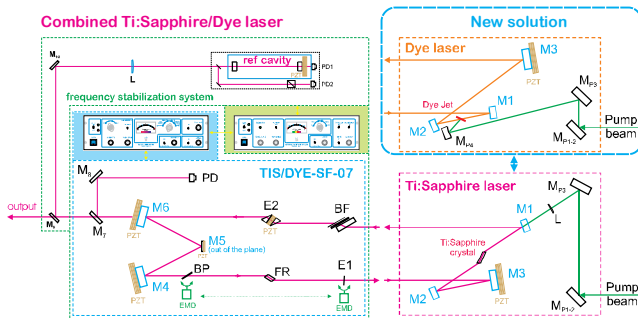 Combined Ti:Sapphire/Dye laser
New solution
ref cavity
PZT
PD1
PD2
L
frequency stabilization system
Dye laser
M3
PZT
MP3
Dye Jet
M1
M2
MP4
MP1-2
Pump
beam
TIS/DYE-SF-07
M8
PD
output
M7
M6
PZT
M5
(out of the plane)
PZT
E2
PZT
BF
M4
PZT
BP
EMD
FR
E1
EMD
Ti:Sapphire laser
MP3
M1
L
Ti:Sapphire
crystal
M3
PZT
M2
MP1-2
Pump
beam